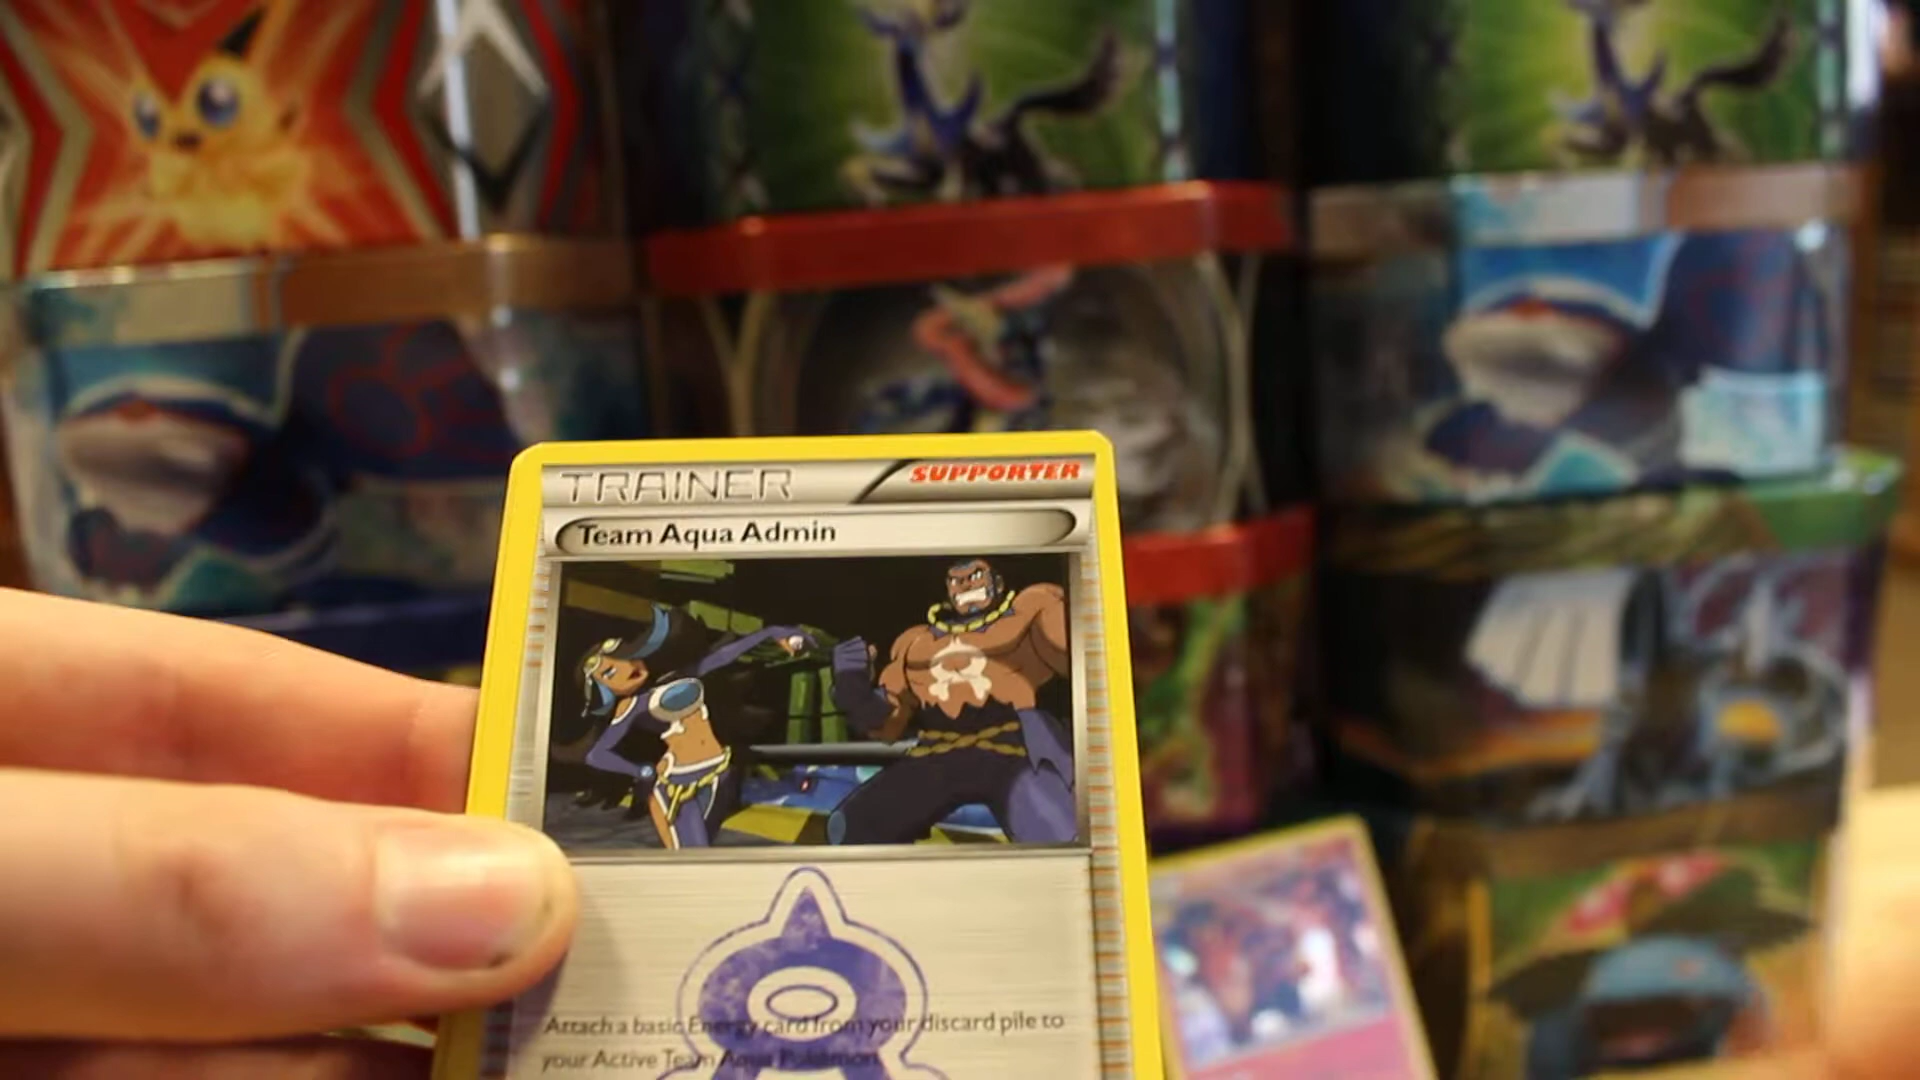 TRAINER SUPPORTER
Team Aqua Admin
Attach a basic Energy card from your discard pile to
your Active Team Aqua Pokémon